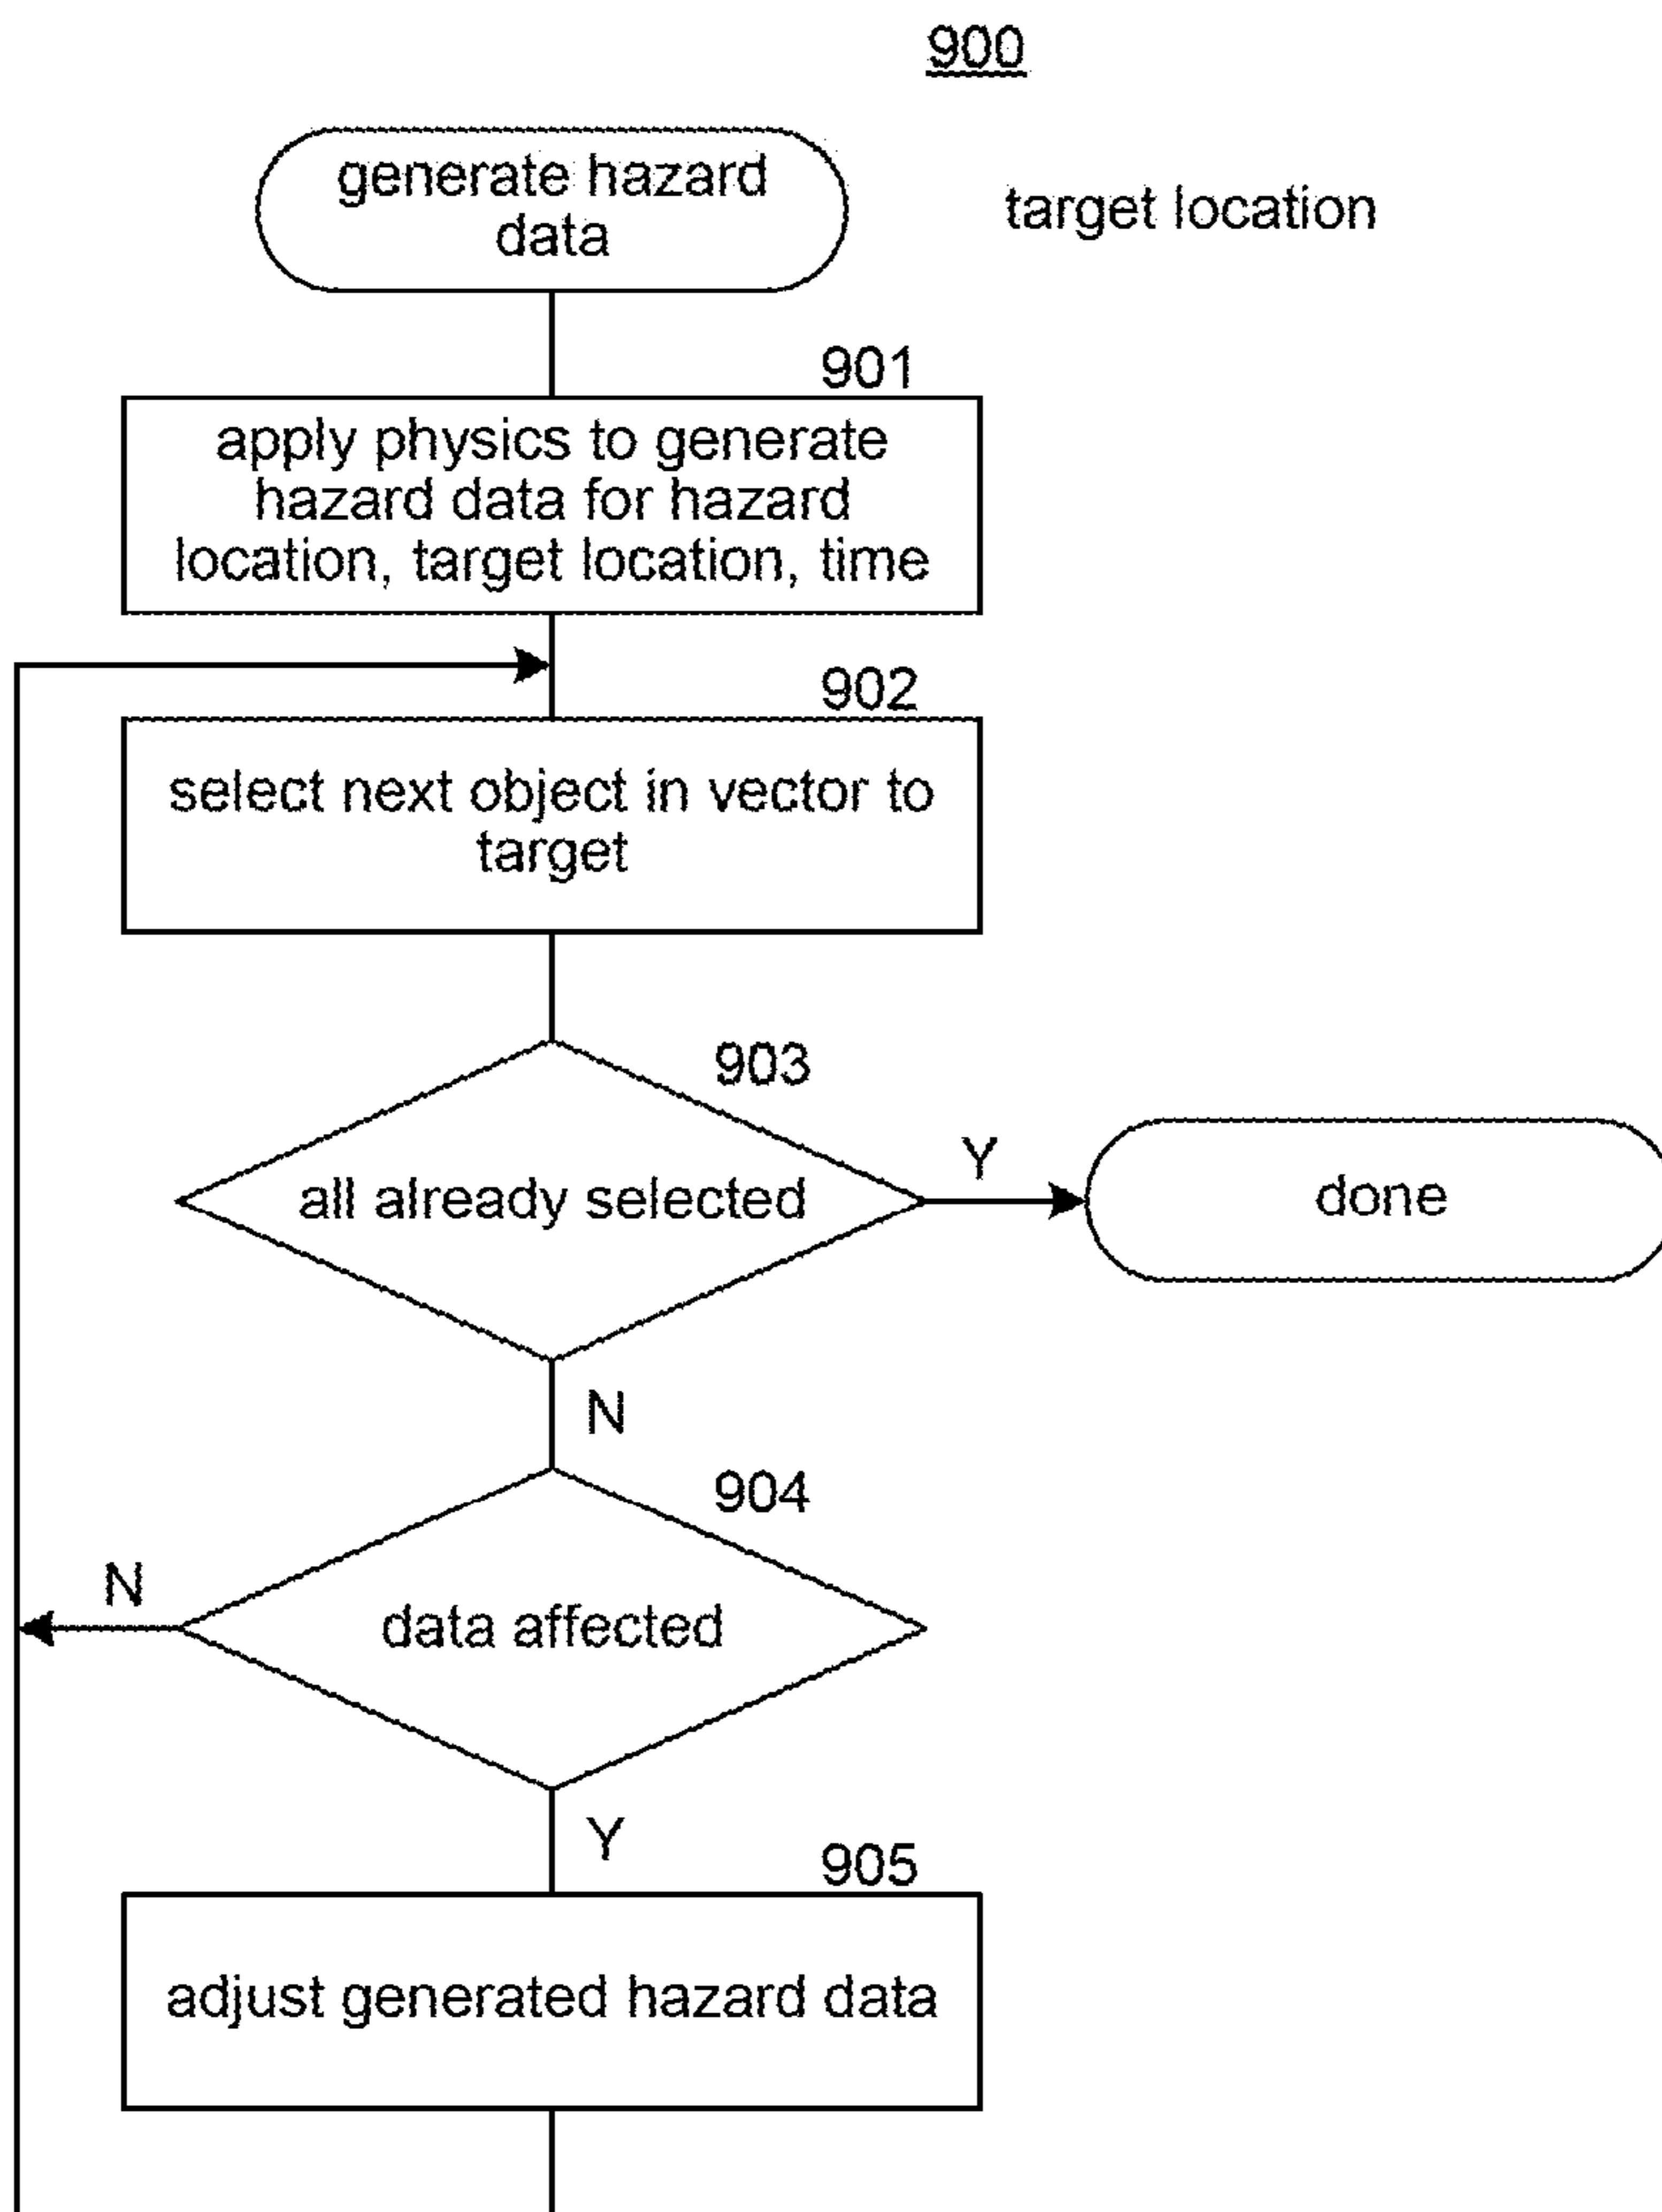 900
generate hazard
data
target location
901
apply physics to generate
hazard data for hazard
location, target location, time
902
select next object in vector to
target
903
all already selected
Y
done
N
904
data affected
N
Y
905
adjust generated hazard data